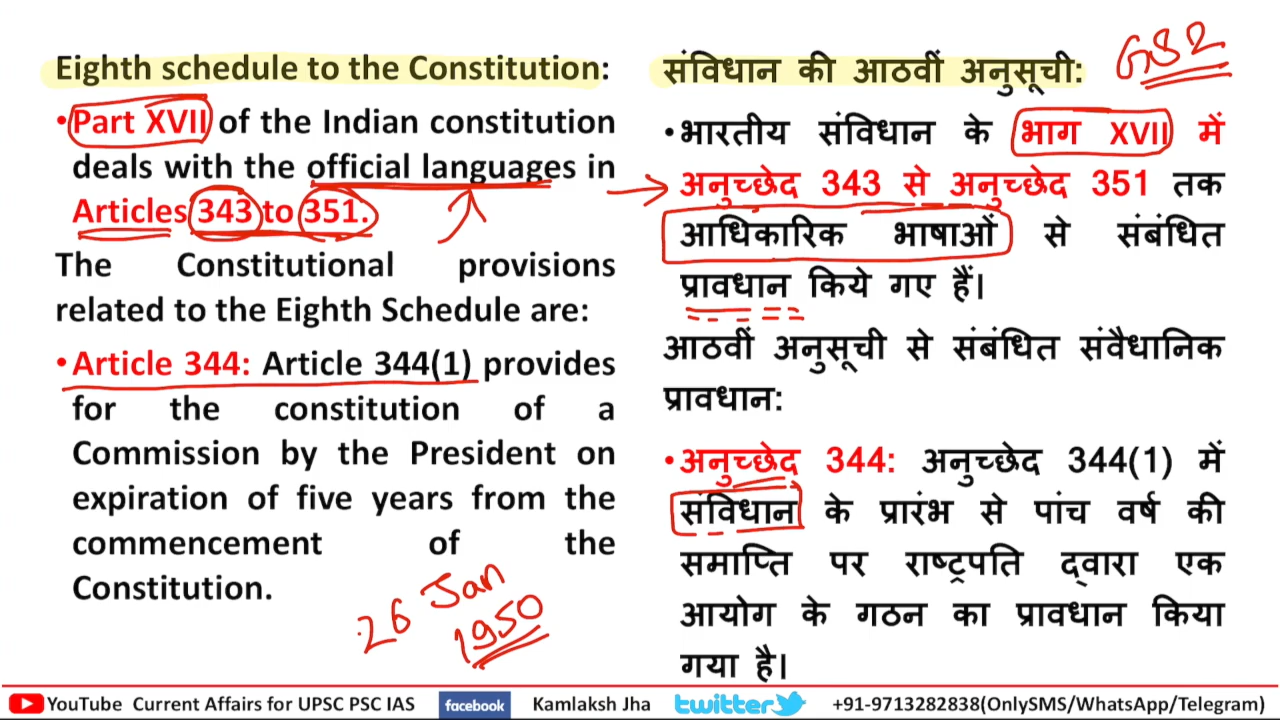 Eighth schedule to the Constitution:
•Part XVII of the Indian constitution
deals with the official languages in
Articles 343 to 351.
The Constitutional provisions
related to the Eighth Schedule are:
•Article 344: Article 344(1) provides
for the constitution of a
Commission by the President on
expiration of five years from the
commencement of the
Constitution.
26 Jan
1950
संविधान की आठवीं अनुसूची:
GS2
•भारतीय संविधान के भाग XVII में
अनुच्छेद 343 से अनुच्छेद 351 तक
आधिकारिक भाषाओं से संबंधित
प्रावधान किये गए हैं।
आठवीं अनुसूची से संबंधित संवैधानिक
प्रावधान:
•अनुच्छेद 344: अनुच्छेद 344(1) में
संविधान के प्रारंभ से पांच वर्ष की
समाप्ति पर राष्ट्रपति द्वारा एक
आयोग के गठन का प्रावधान किया
गया है।
YouTube Current Affairs for UPSC PSC IAS facebook Kamlaksh Jha twitter +91-9713282838(OnlySMS/WhatsApp/Telegram)